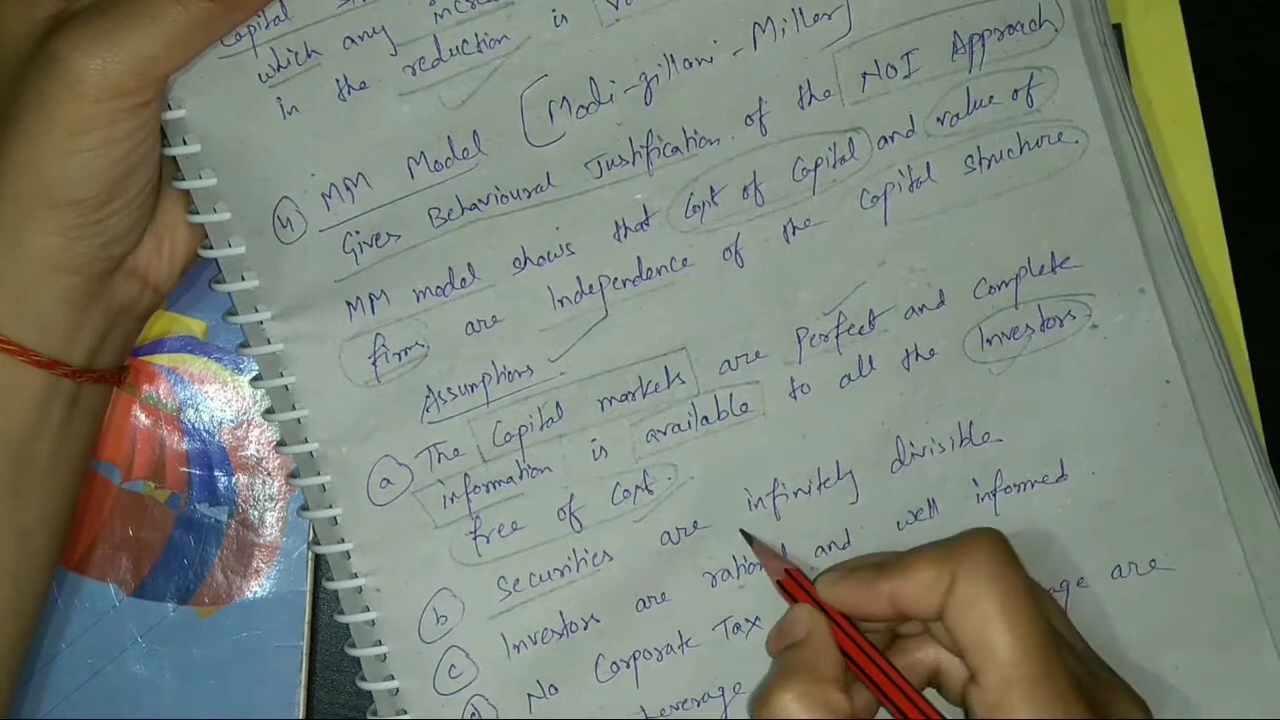 Capital
which any
in the reduction is
④ MM Model [Modi-gillani-Miller]
Gives Behavioural Justification of the NOI Approach
MM model shows that Cost of Capital and value of
firms are Independence of the Capital structure.
Assumptions
ⓐ The Capital markets are Perfect and Complete
information is available to all the Investors
free of Cost.
ⓑ Securities are infinitely divisible
ⓒ Investors are and well informed.
ⓓ No Corporate Tax are
Leverage